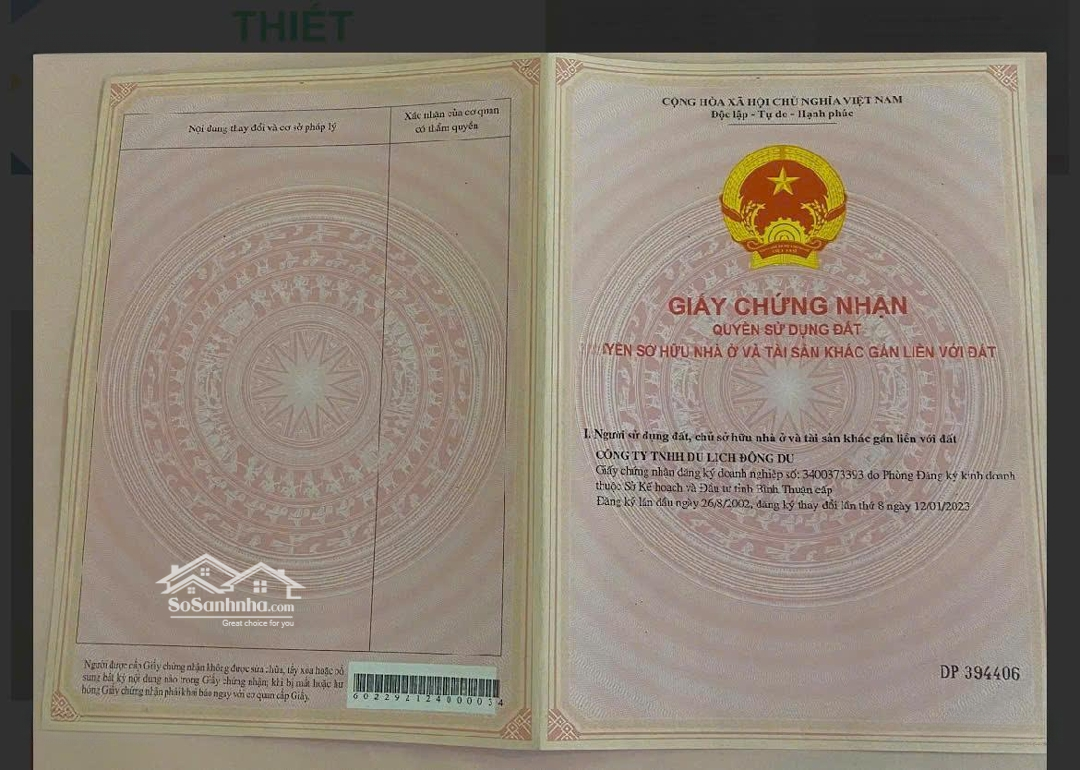 THIẾT
Nội dung thay đổi và cơ sở pháp lý
Xác nhận của cơ quan
có thẩm quyền
SoSanhnha.com
Great choice for you
Người được cấp Giấy chứng nhận không được sửa chữa, tẩy xóa hoặc bổ
sung bất kỳ nội dung nào trong Giấy chứng nhận; khi bị mất hoặc hư
hỏng Giấy chứng nhận phải khai báo ngay với cơ quan cấp Giấy.
602292124000034
CỘNG HÒA XÃ HỘI CHỦ NGHĨA VIỆT NAM
Độc lập - Tự do - Hạnh phúc
GIẤY CHỨNG NHẬN
QUYỀN SỬ DỤNG ĐẤT
QUYỀN SỞ HỮU NHÀ Ở VÀ TÀI SẢN KHÁC GẮN LIỀN VỚI ĐẤT
I. Người sử dụng đất, chủ sở hữu nhà ở và tài sản khác gắn liền với đất
CÔNG TY TNHH DU LỊCH ĐÔNG DU
Giấy chứng nhận đăng ký doanh nghiệp số: 3400373393 do Phòng Đăng ký kinh doanh
thuộc Sở Kế hoạch và Đầu tư tỉnh Bình Thuận cấp
Đăng ký lần đầu ngày 26/8/2002, đăng ký thay đổi lần thứ 8 ngày 12/01/2023
DP 394406